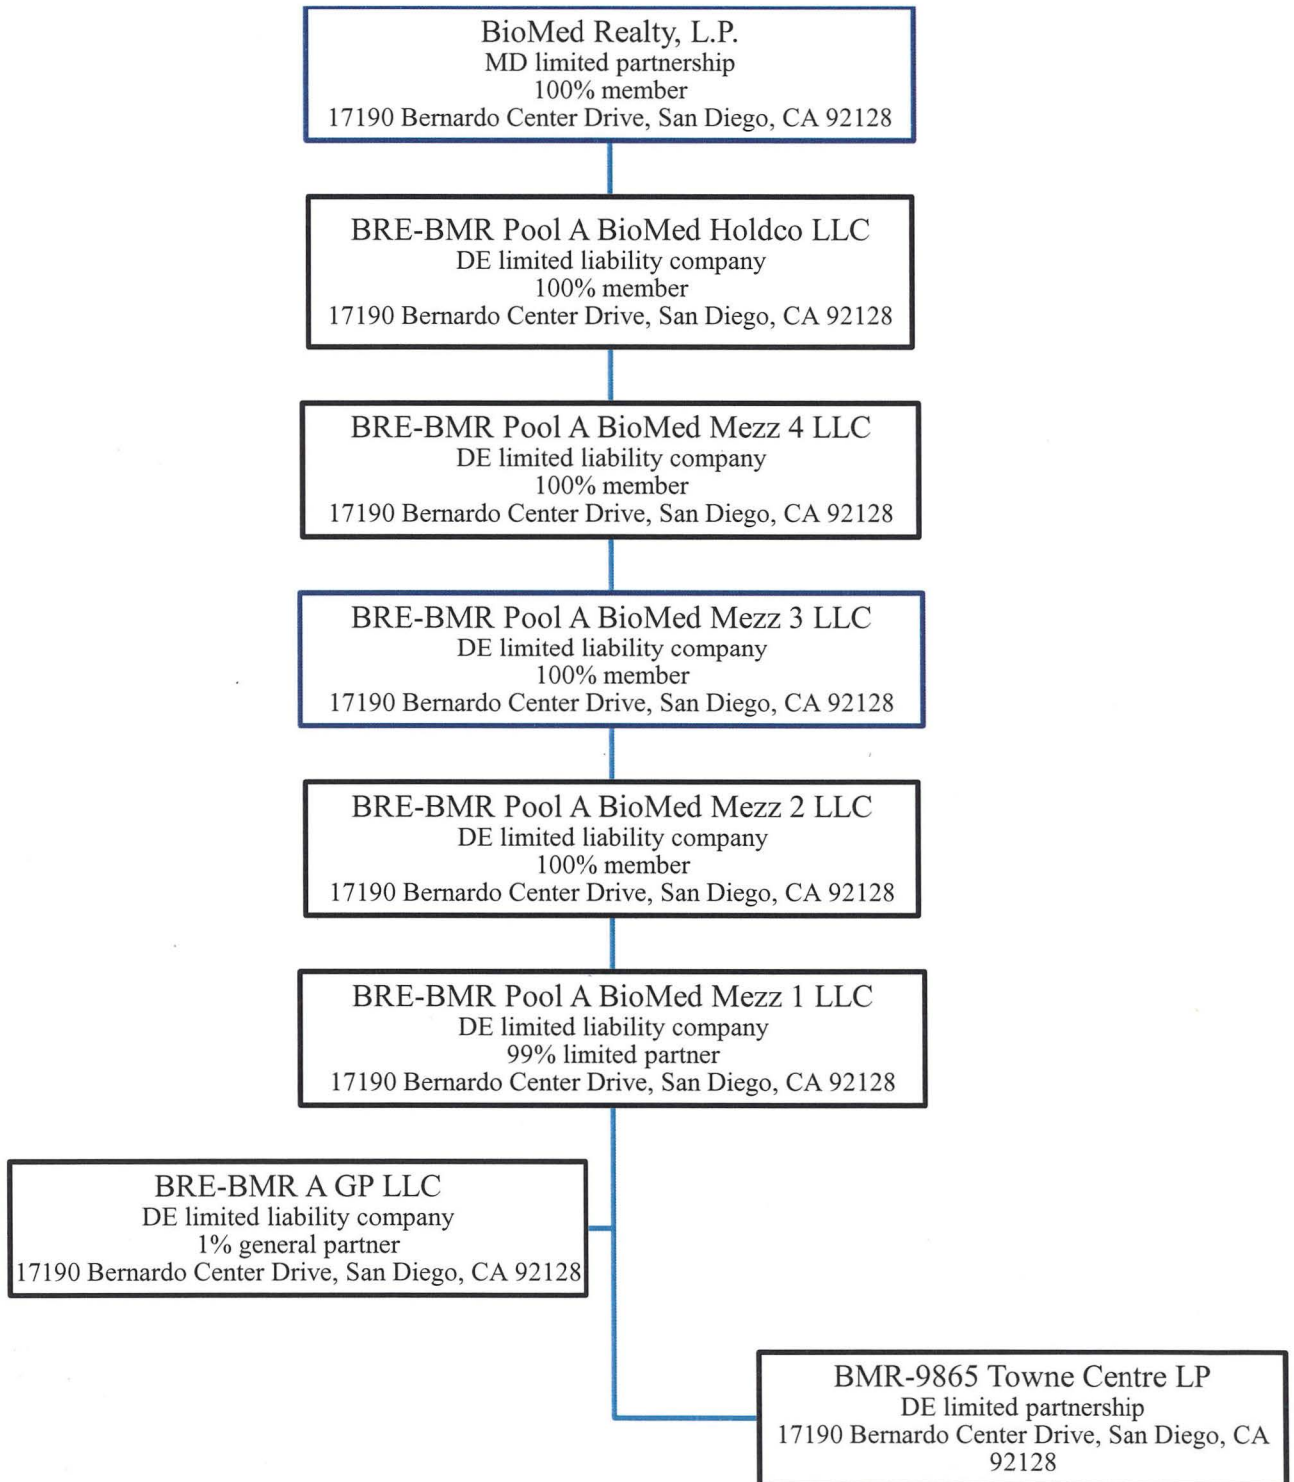 BioMed Realty, L.P.
MD limited partnership
100% member
17190 Bernardo Center Drive, San Diego, CA 92128
BRE-BMR Pool A BioMed Holdco LLC
DE limited liability company
100% member
17190 Bernardo Center Drive, San Diego, CA 92128
BRE-BMR Pool A BioMed Mezz 4 LLC
DE limited liability company
100% member
17190 Bernardo Center Drive, San Diego, CA 92128
BRE-BMR Pool A BioMed Mezz 3 LLC
DE limited liability company
100% member
17190 Bernardo Center Drive, San Diego, CA 92128
BRE-BMR Pool A BioMed Mezz 2 LLC
DE limited liability company
100% member
17190 Bernardo Center Drive, San Diego, CA 92128
BRE-BMR Pool A BioMed Mezz 1 LLC
DE limited liability company
99% limited partner
17190 Bernardo Center Drive, San Diego, CA 92128
BRE-BMR A GP LLC
DE limited liability company
1% general partner
17190 Bernardo Center Drive, San Diego, CA 92128
BMR-9865 Towne Centre LP
DE limited partnership
17190 Bernardo Center Drive, San Diego, CA
92128